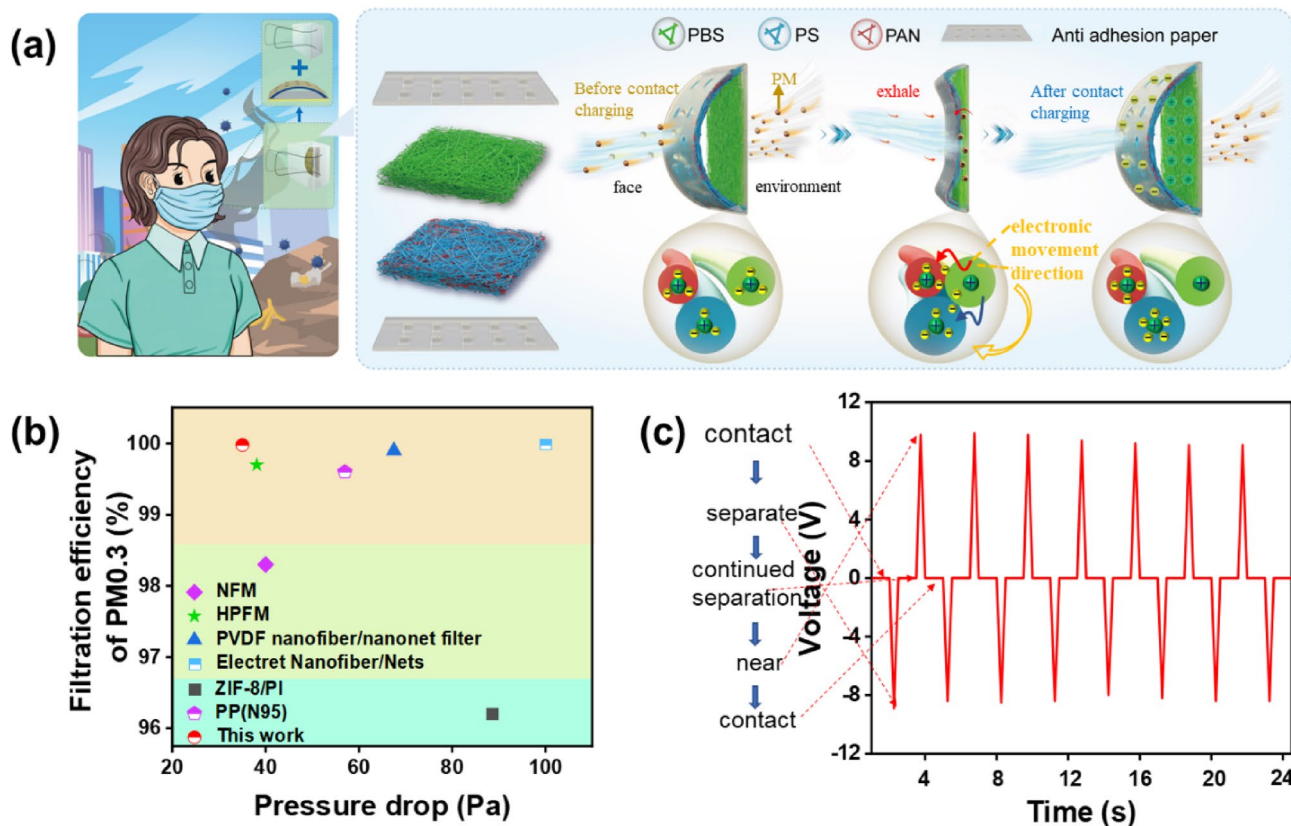 (a)
PBS
PS
PAN
Anti adhesion paper
Before contact
charging
PM
exhale
After contact
charging
face
environment
electronic
movement
direction
(b)
Filtration efficiency
of PM0.3 (%)
100
99
98
97
96
NFM
HPFM
PVDF nanofiber/nanonet filter
Electret Nanofiber/Nets
ZIF-8/PI
PP(N95)
This work
20
40
60
80
100
Pressure drop (Pa)
(c)
contact
separate
continued
separation
near
contact
Voltage (V)
12
8
4
0
-4
-8
-12
4
8
12
16
20
24
Time (s)